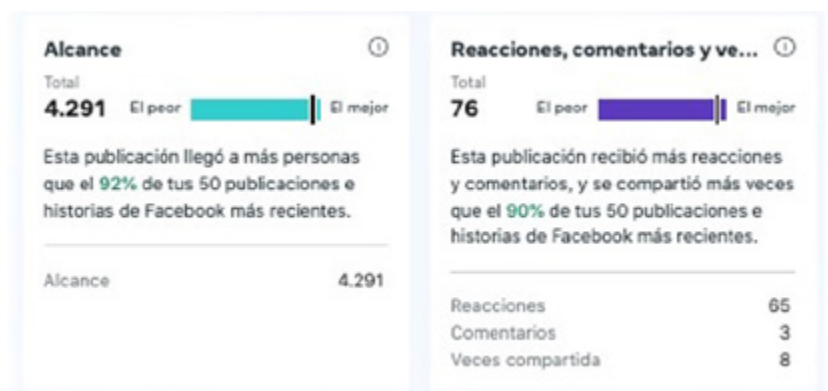 Alcance
Total
4.291 El peor El mejor
Esta publicación llegó a más personas
que el 92% de tus 50 publicaciones e
historias de Facebook más recientes.
Alcance 4.291
Reacciones, comentarios y ve...
Total
76 El peor El mejor
Esta publicación recibió más reacciones
y comentarios, y se compartió más veces
que el 90% de tus 50 publicaciones e
historias de Facebook más recientes.
Reacciones 65
Comentarios 3
Veces compartida 8